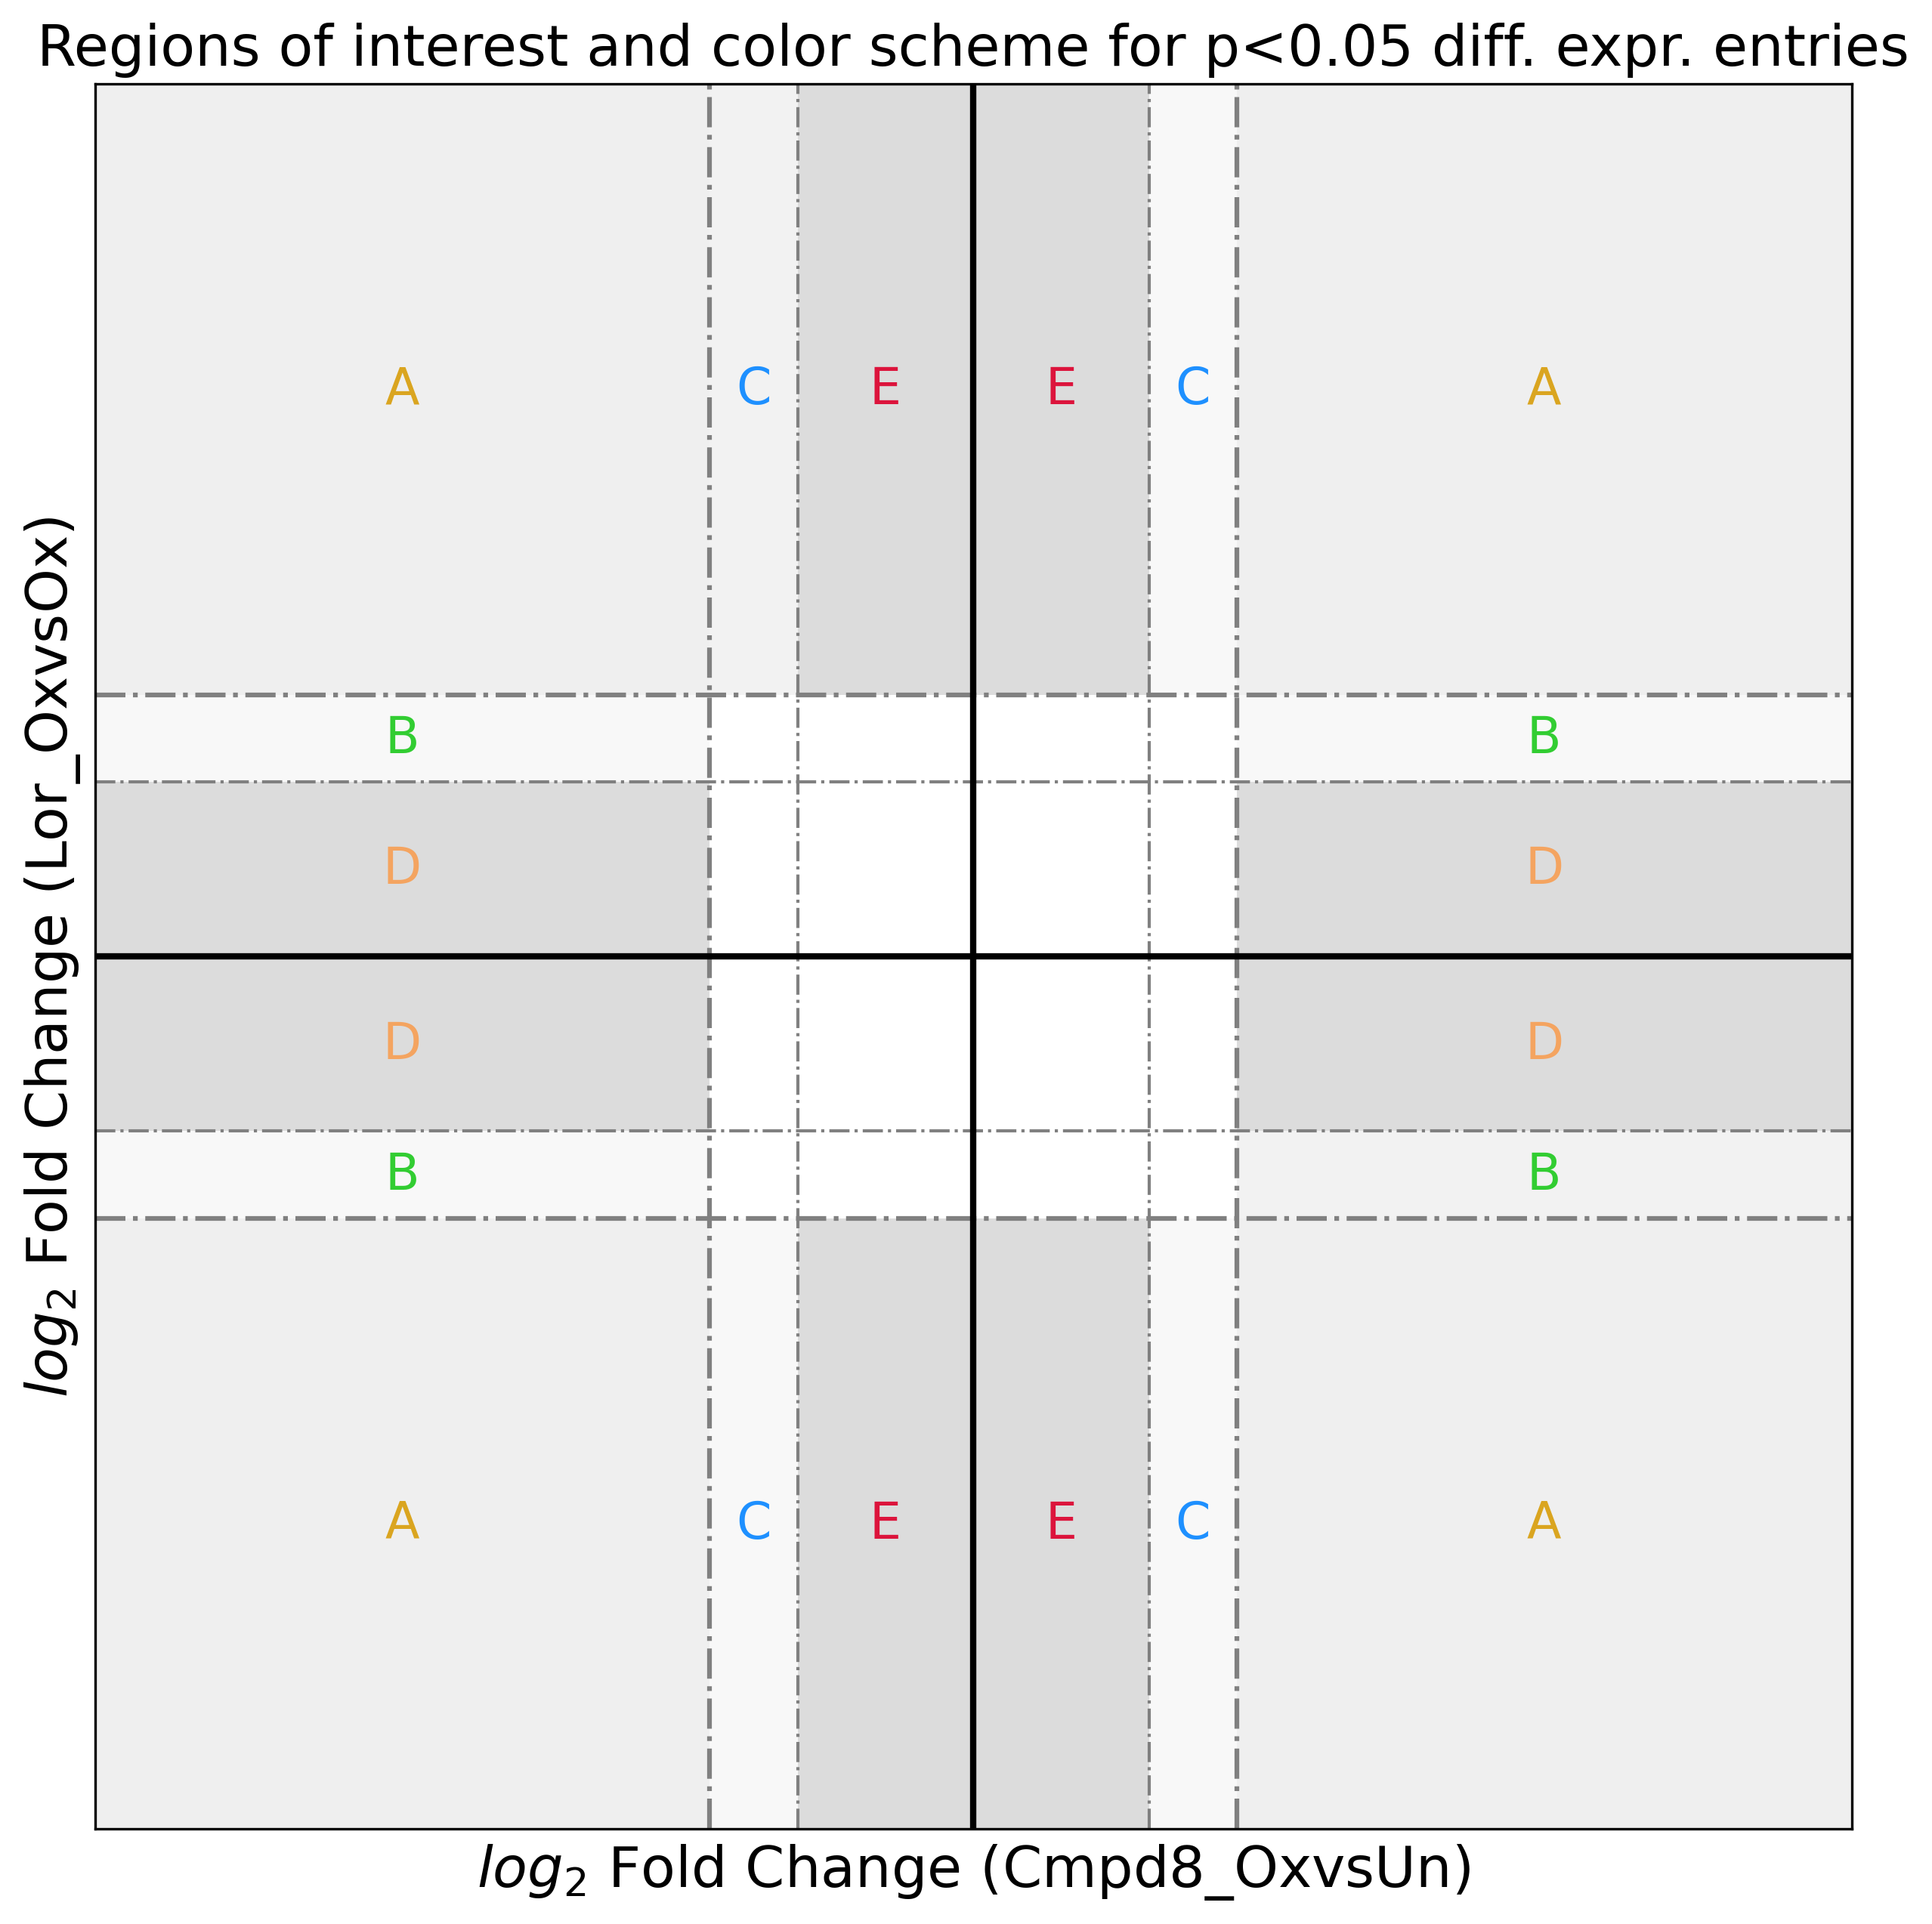 Regions of interest and color scheme for p<0.05 diff. expr. entries
log₂ Fold Change (Lor_OxvsOx)
A C E E C A
B B
D D
D D
B B
A C E E C A
log₂ Fold Change (Cmpd8_OxvsUn)